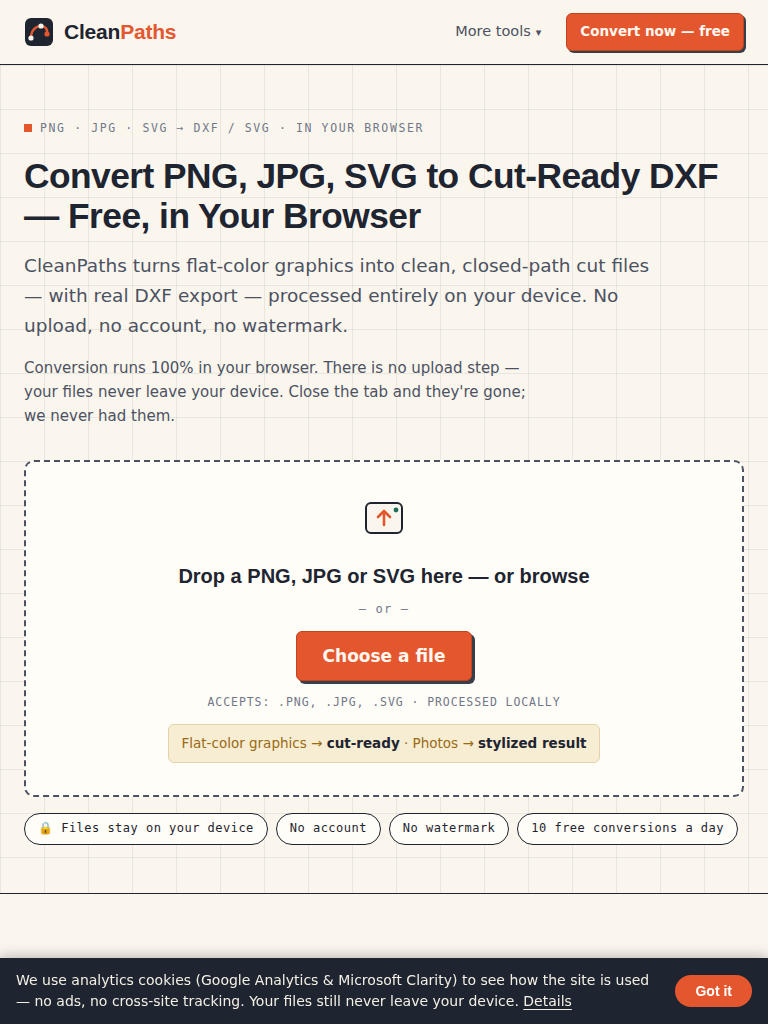 CleanPaths
More tools ▾
Convert now — free
PNG · JPG · SVG → DXF / SVG · IN YOUR BROWSER
Convert PNG, JPG, SVG to Cut-Ready DXF
— Free, in Your Browser
CleanPaths turns flat-color graphics into clean, closed-path cut files
— with real DXF export — processed entirely on your device. No
upload, no account, no watermark.
Conversion runs 100% in your browser. There is no upload step —
your files never leave your device. Close the tab and they're gone;
we never had them.
Drop a PNG, JPG or SVG here — or browse
— or —
Choose a file
ACCEPTS: .PNG, .JPG, .SVG · PROCESSED LOCALLY
Flat-color graphics → cut-ready · Photos → stylized result
🔒 Files stay on your device
No account
No watermark
10 free conversions a day
We use analytics cookies (Google Analytics & Microsoft Clarity) to see how the site is used
— no ads, no cross-site tracking. Your files still never leave your device. Details
Got it